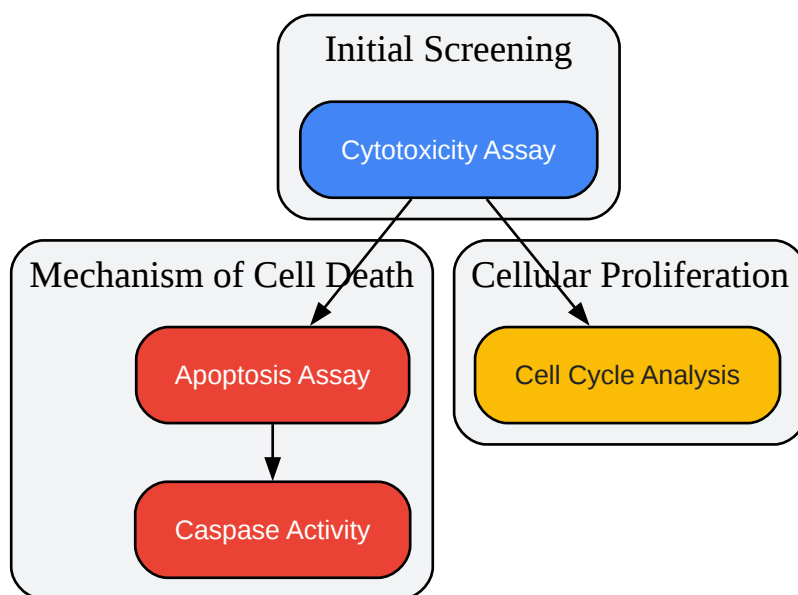 Initial Screening
Cytotoxicity Assay
Mechanism of Cell Death
Cellular Proliferation
Apoptosis Assay
Cell Cycle Analysis
Caspase Activity